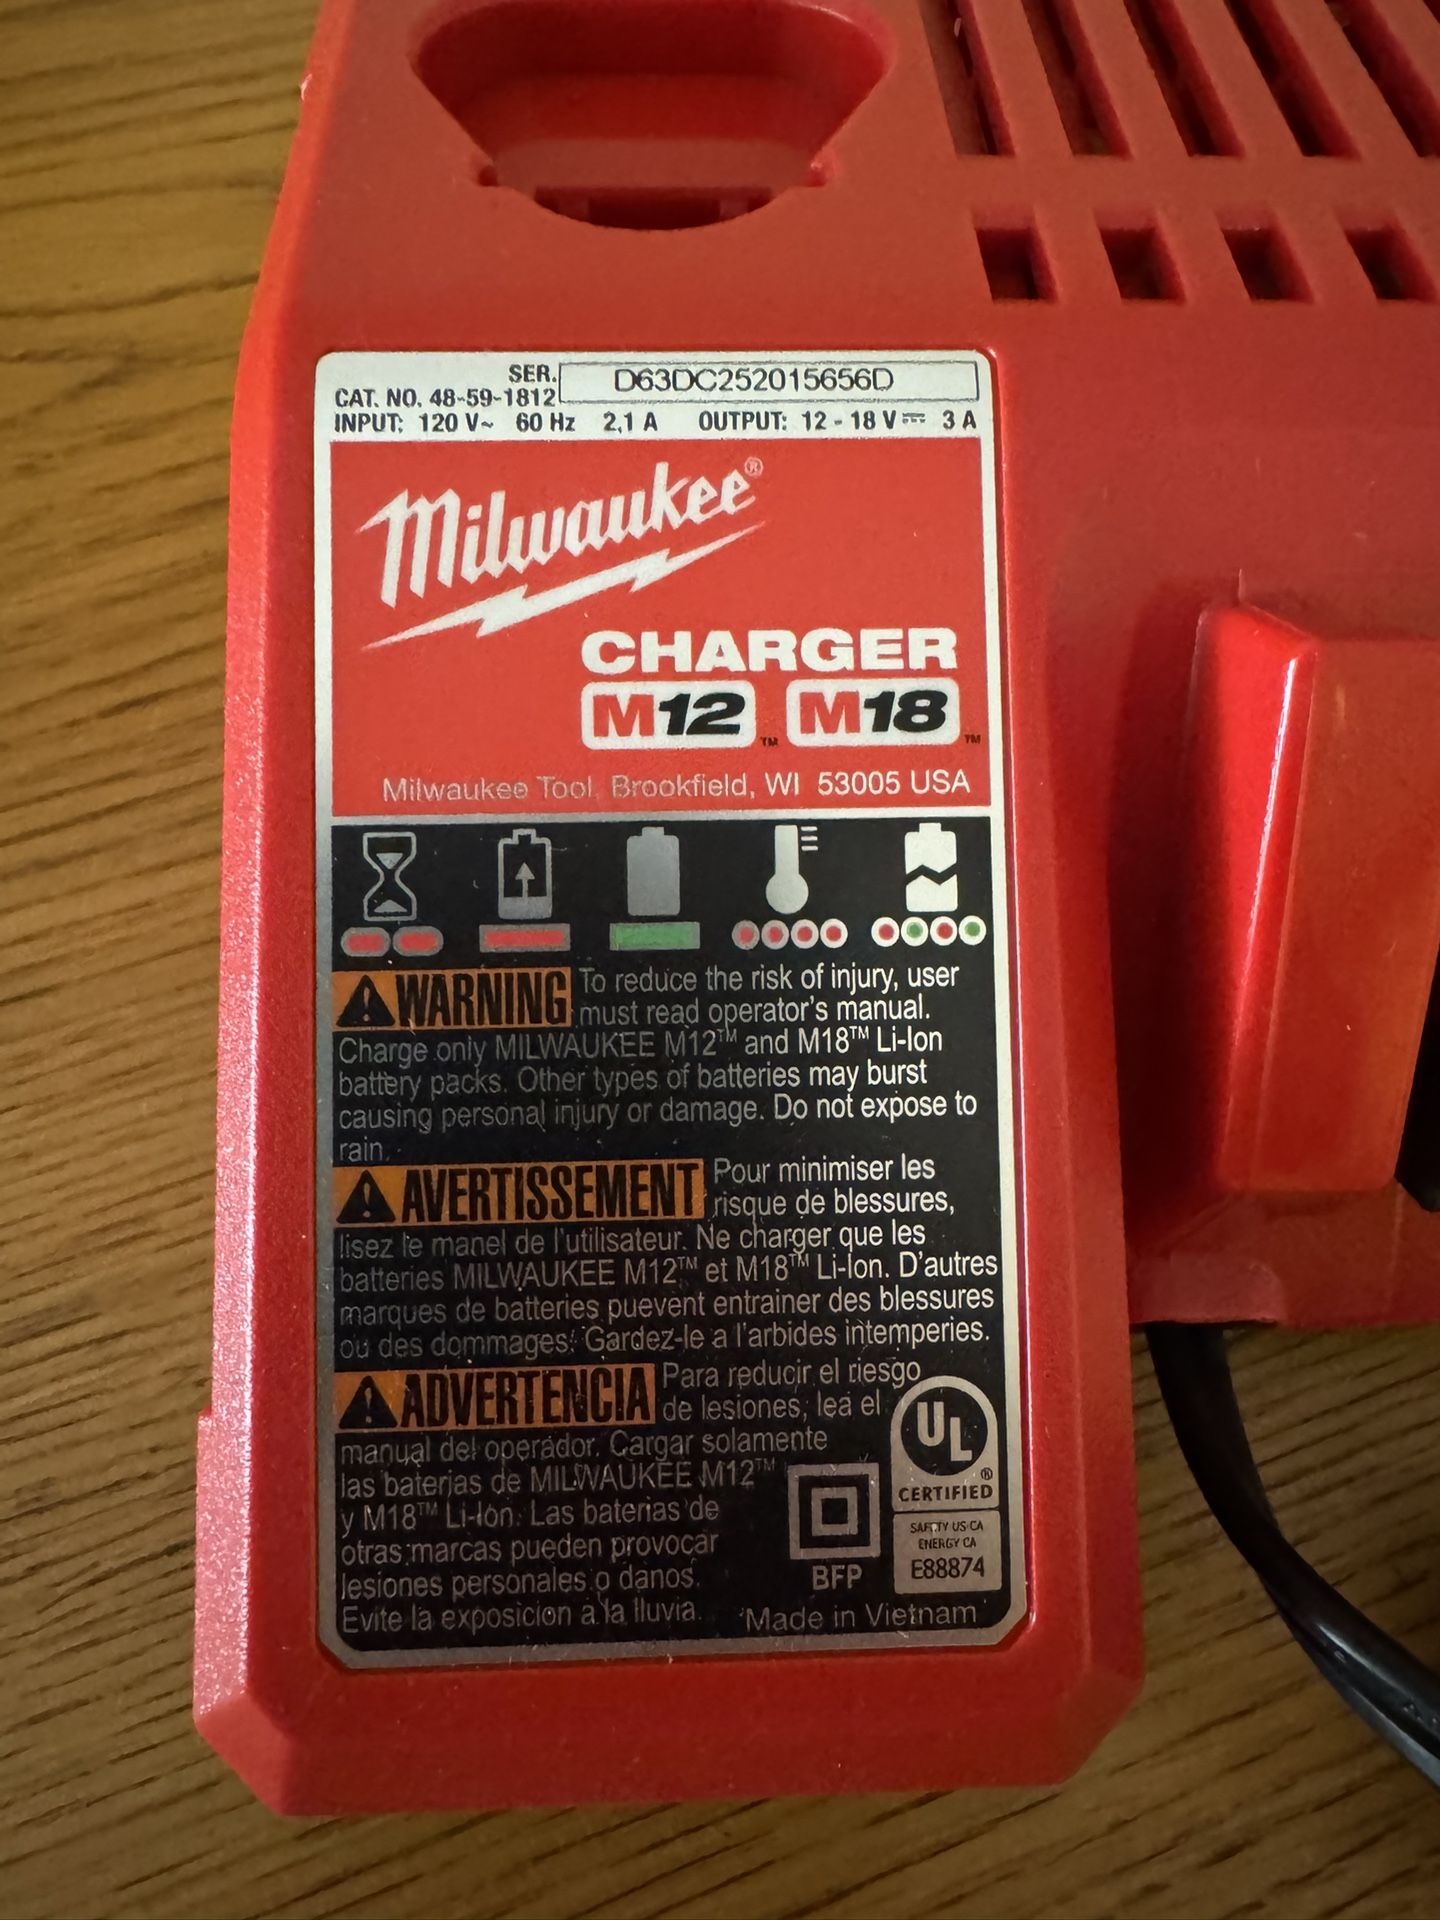 SER. D63DC252015656D
CAT. NO. 48-59-1812
INPUT: 120 V~ 60 Hz 2,1 A OUTPUT: 12 - 18 V⎓ 3 A
Milwaukee®
CHARGER
M12™ M18™
Milwaukee Tool, Brookfield, WI 53005 USA
⚠WARNING To reduce the risk of injury, user
must read operator's manual.
Charge only MILWAUKEE M12™ and M18™ Li-Ion
battery packs. Other types of batteries may burst
causing personal injury or damage. Do not expose to
rain.
⚠AVERTISSEMENT Pour minimiser les
risque de blessures,
lisez le manel de l'utilisateur. Ne charger que les
batteries MILWAUKEE M12™ et M18™ Li-Ion. D'autres
marques de batteries puevent entrainer des blessures
ou des dommages. Gardez-le a l'arbides intemperies.
⚠ADVERTENCIA Para reducir el riesgo
de lesiones, lea el
manual del operador. Cargar solamente
las baterias de MILWAUKEE M12™
y M18™ Li-Ion. Las baterias de
otras marcas pueden provocar
lesiones personales o danos.
Evite la exposicion a la lluvia.
BFP
UL®
CERTIFIED
SAFETY US-CA
ENERGY CA
E88874
Made in Vietnam